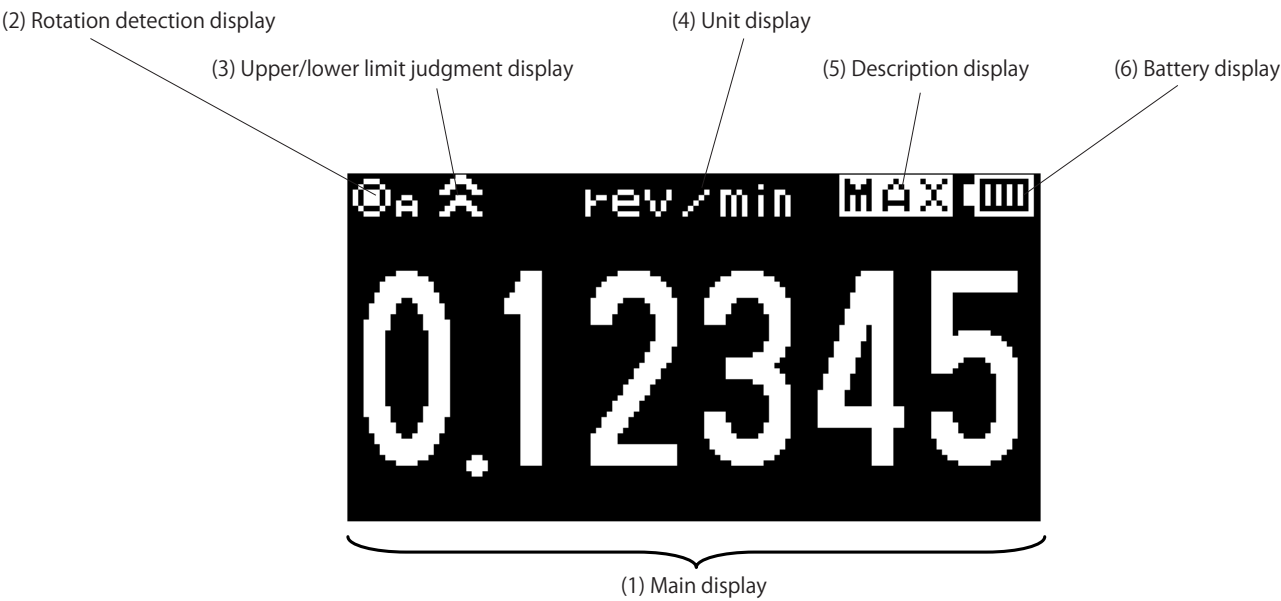 (2) Rotation detection display
(4) Unit display
(3) Upper/lower limit judgment display
(5) Description display
(6) Battery display
A rev/min MAX
0.12345
(1) Main display